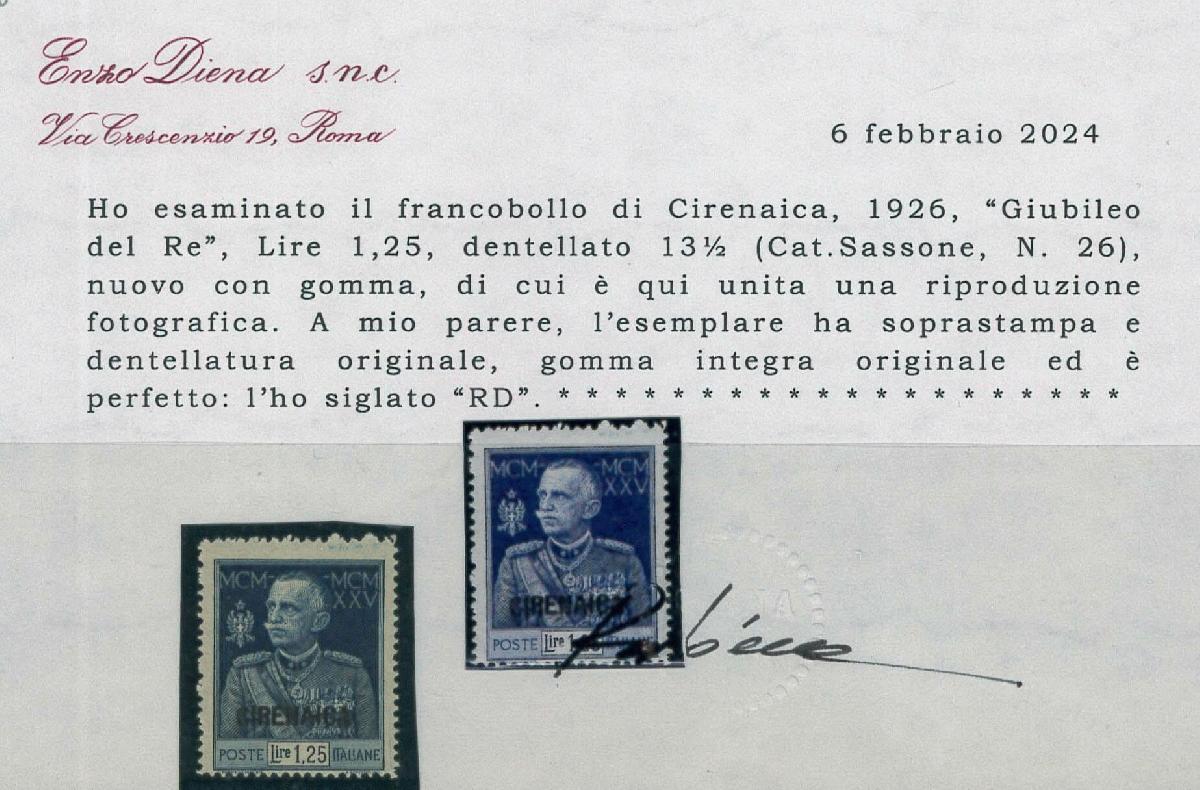 Enzo Diena s.n.c.
Via Crescenzio 19, Roma
6 febbraio 2024
Ho esaminato il francobollo di Cirenaica, 1926, “Giubileo
del Re”, Lire 1,25, dentellato 13½ (Cat.Sassone, N. 26),
nuovo con gomma, di cui è qui unita una riproduzione
fotografica. A mio parere, l'esemplare ha soprastampa e
dentellatura originale, gomma integra originale ed è
perfetto: l'ho siglato “RD”. * * * * * * * * * * * * * * * * * * * *
MCM MCM
XXV
CIRENAICA
POSTE Lire ITALIANE
MCM MCM
XXV
CIRENAICA
POSTE Lire 1,25 ITALIANE